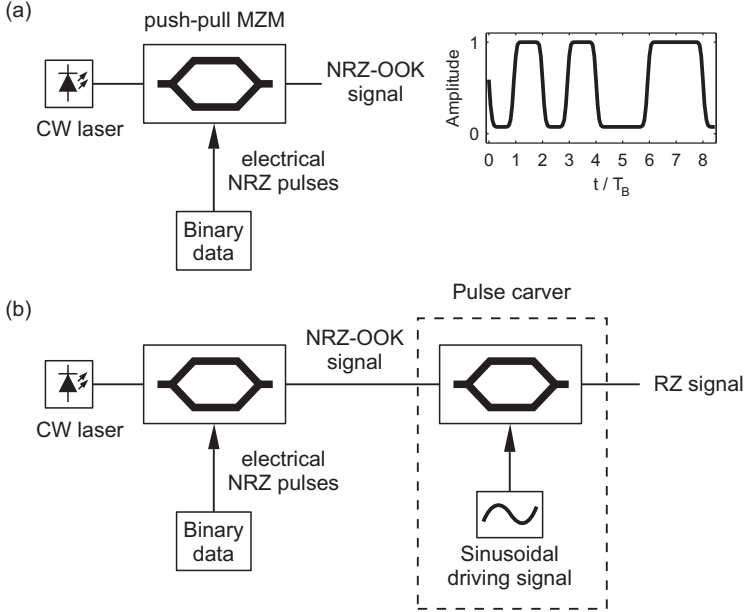 (a)
push-pull MZM
NRZ-OOK
signal
CW laser
electrical
NRZ pulses
Binary
data
1
Amplitude
0
0 1 2 3 4 5 6 7 8
t / T_B
(b)
Pulse carver
NRZ-OOK
signal
RZ signal
CW laser
electrical
NRZ pulses
Binary
data
Sinusoidal
driving signal